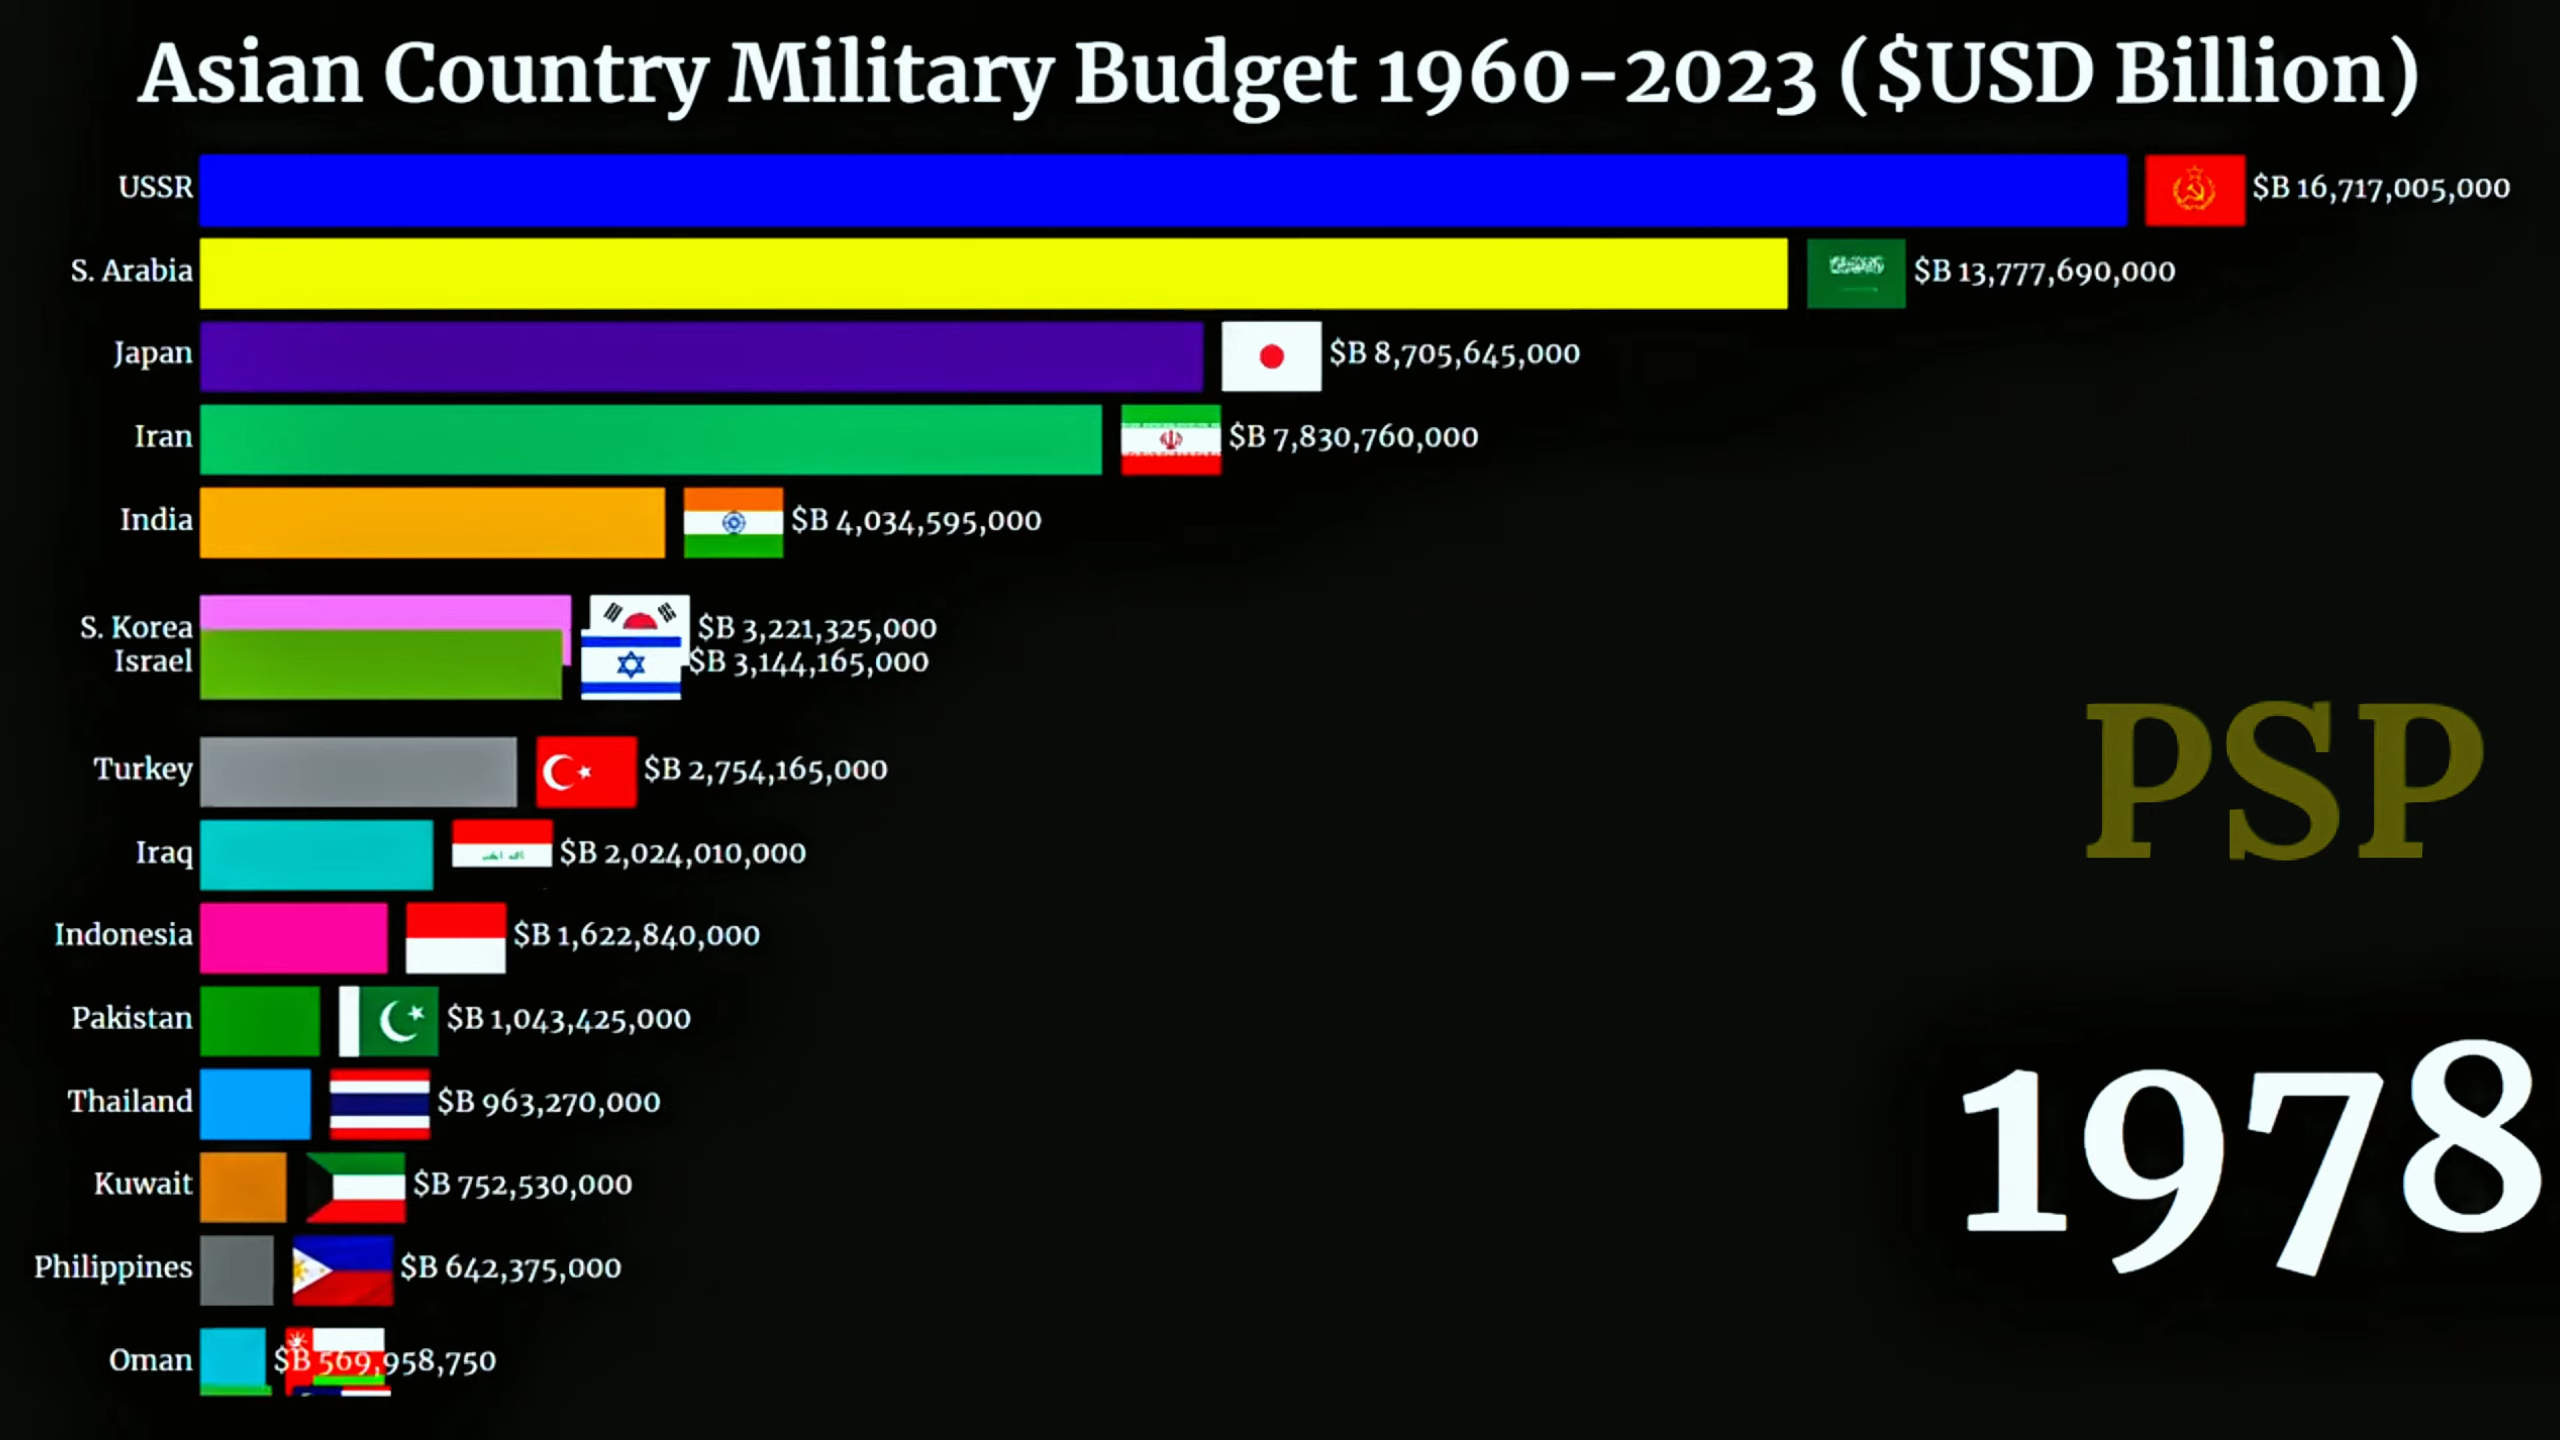 Asian Country Military Budget 1960-2023 ($USD Billion)
USSR $B 16,717,005,000
S. Arabia $B 13,777,690,000
Japan $B 8,705,645,000
Iran $B 7,830,760,000
India $B 4,034,595,000
S. Korea $B 3,221,325,000
Israel $B 3,144,165,000
Turkey $B 2,754,165,000
Iraq $B 2,024,010,000
Indonesia $B 1,622,840,000
Pakistan $B 1,043,425,000
Thailand $B 963,270,000
Kuwait $B 752,530,000
Philippines $B 642,375,000
Oman $B 569,958,750
PSP
1978